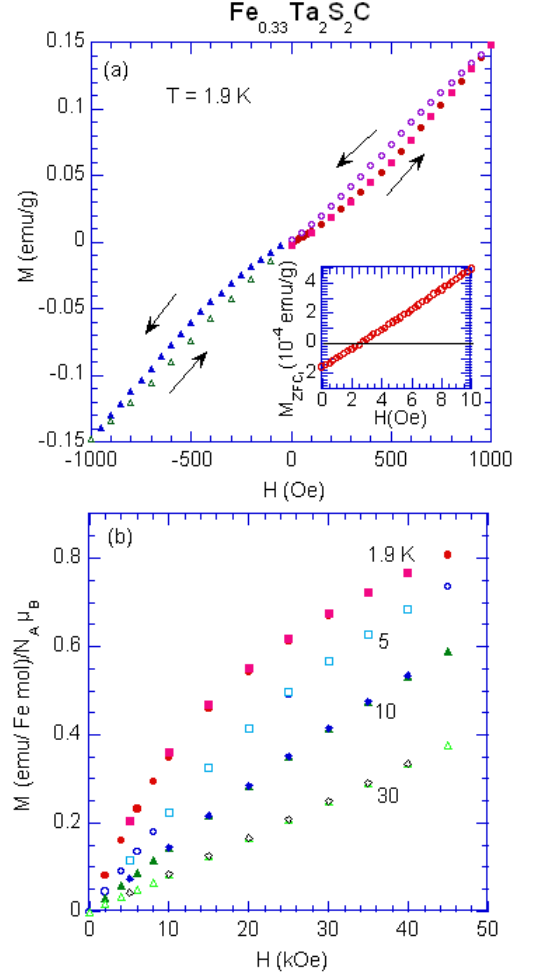 Fe0.33Ta2S2C
0.15
(a)
T = 1.9 K
0.1
0.05
M (emu/g)
0
-0.05
-0.1
-0.15
4
2
0
2
M_ZFC, (10^-4 emu/g)
0 2 4 6 8 10
H(Oe)
-1000 -500 0 500 1000
H (Oe)
(b)
1.9 K
0.8
0.6
5
M (emu/ Fe mol)/N_A μ_B
0.4
10
0.2
30
0
0 10 20 30 40 50
H (kOe)